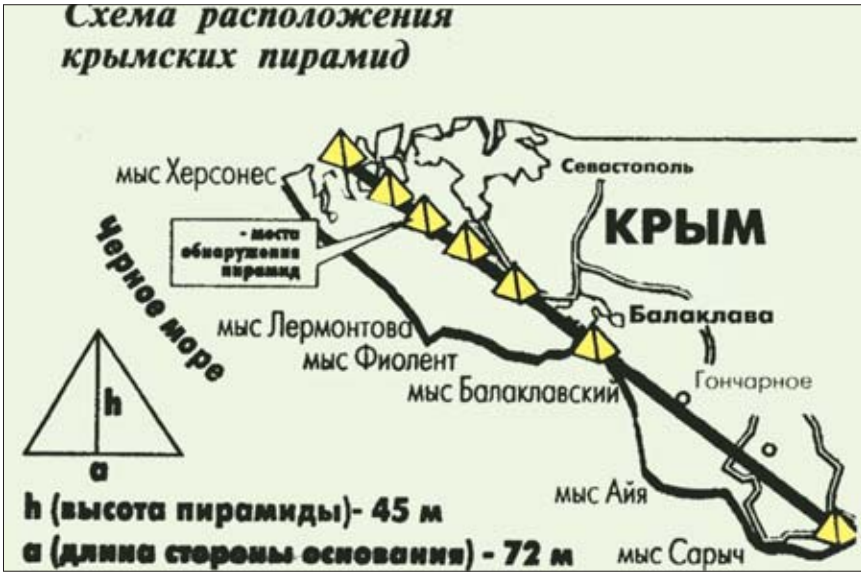 Схема расположения
крымских пирамид
Севастополь
мыс Херсонес
КРЫМ
- места
обнаружения
пирамид
Черное море
Балаклава
мыс Лермонтова
мыс Фиолент
Гончарное
мыс Балаклавский
h
a
мыс Айя
h (высота пирамиды)- 45 м
a (длина стороны основания) - 72 м
мыс Сарыч